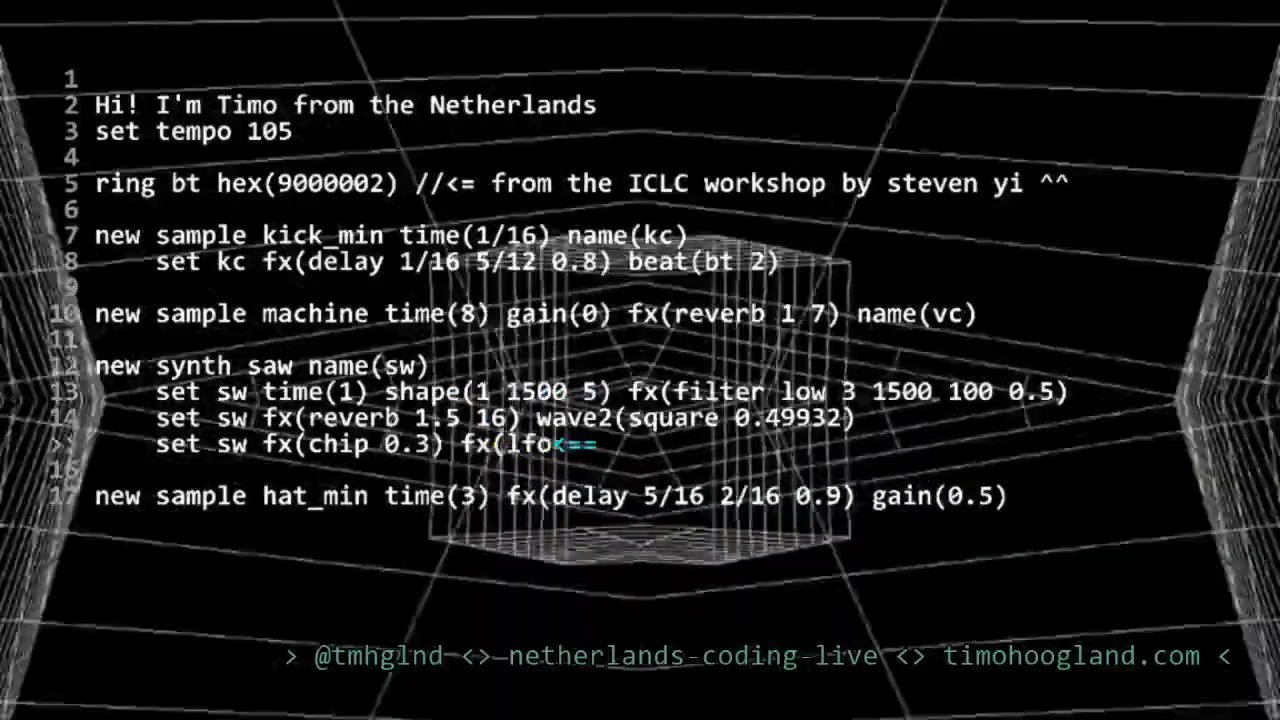 1
2 Hi! I'm Timo from the Netherlands
3 set tempo 105
4
5 ring bt hex(9000002) //<= from the ICLC workshop by steven yi ^^
6
7 new sample kick_min time(1/16) name(kc)
8 set kc fx(delay 1/16 5/12 0.8) beat(bt 2)
9
10 new sample machine time(8) gain(0) fx(reverb 1 7) name(vc)
11
12 new synth saw name(sw)
13 set sw time(1) shape(1 1500 5) fx(filter low 3 1500 100 0.5)
14 set sw fx(reverb 1.5 16) wave2(square 0.49932)
> set sw fx(chip 0.3) fx(lfo<==
16
17 new sample hat_min time(3) fx(delay 5/16 2/16 0.9) gain(0.5)
> @tmhglnd <> netherlands-coding-live <> timohoogland.com <